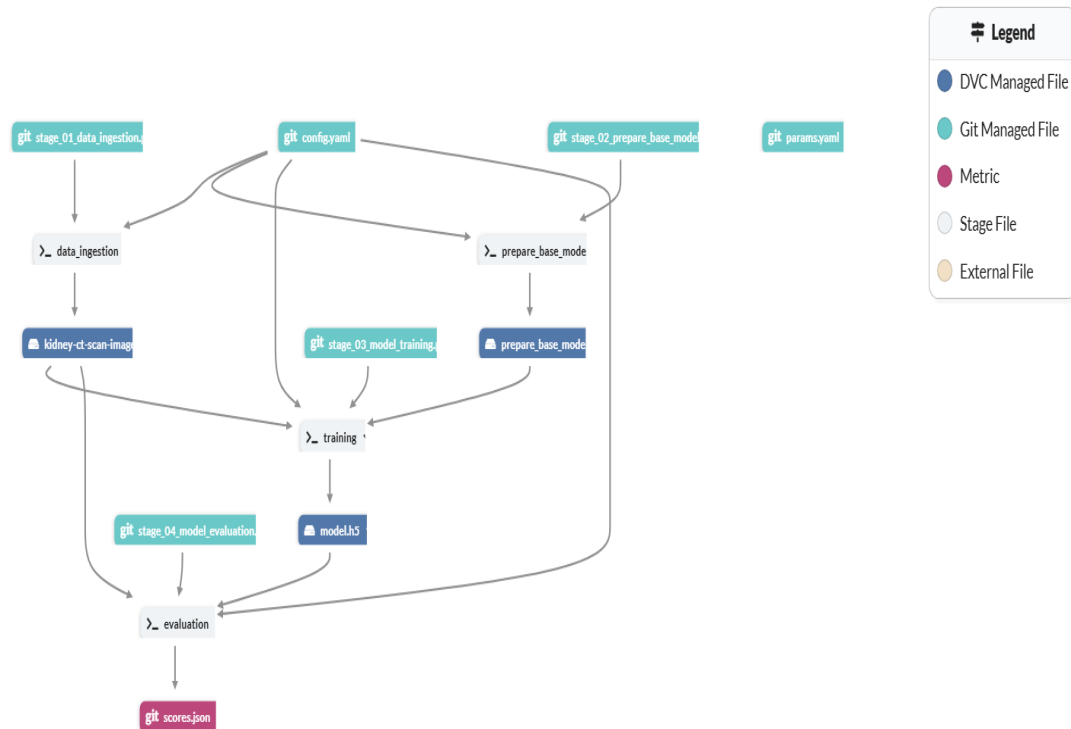 Legend
DVC Managed File
Git Managed File
Metric
Stage File
External File
git stage_01_data_ingestion.
git config.yaml
git stage_02_prepare_base_model
git params.yaml
>_ data_ingestion
>_ prepare_base_mode
kidney-ct-scan-image
git stage_03_model_training.
prepare_base_mode
>_ training
git stage_04_model_evaluation.
model.h5
>_ evaluation
git scores.json